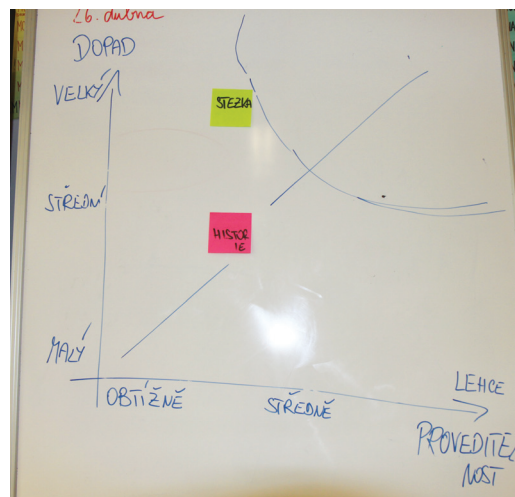 26. dubna
DOPAD
VELKÝ
STEZKA
STŘEDNÍ
HISTOR
IE
MALÝ
OBTÍŽNĚ
STŘEDNĚ
LEHCE
PROVEDITEL
NOST